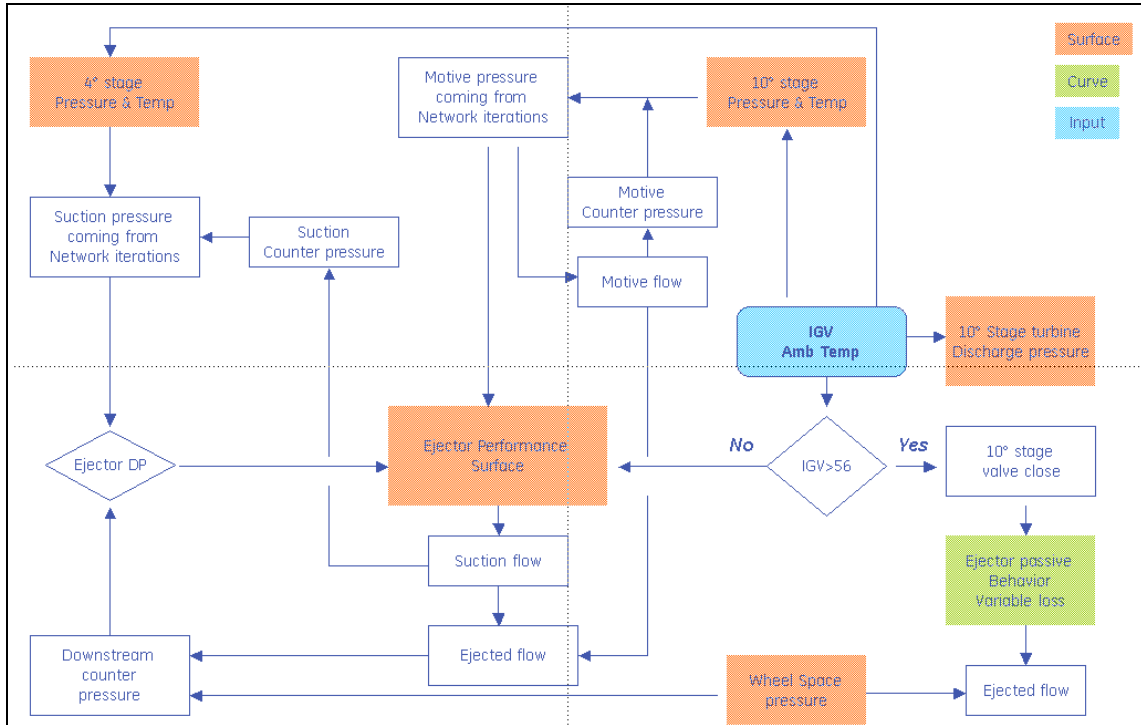 Surface
Curve
Input
4° stage
Pressure & Temp
Motive pressure
coming from
Network iterations
10° stage
Pressure & Temp
Suction pressure
coming from
Network iterations
Suction
Counter pressure
Motive
Counter pressure
Motive flow
IGV
Amb Temp
10° Stage turbine
Discharge pressure
Ejector DP
Ejector Performance
Surface
No
IGV>56
Yes
10° stage
valve close
Suction flow
Ejector passive
Behavior
Variable loss
Downstream
counter
pressure
Ejected flow
Wheel Space
pressure
Ejected flow